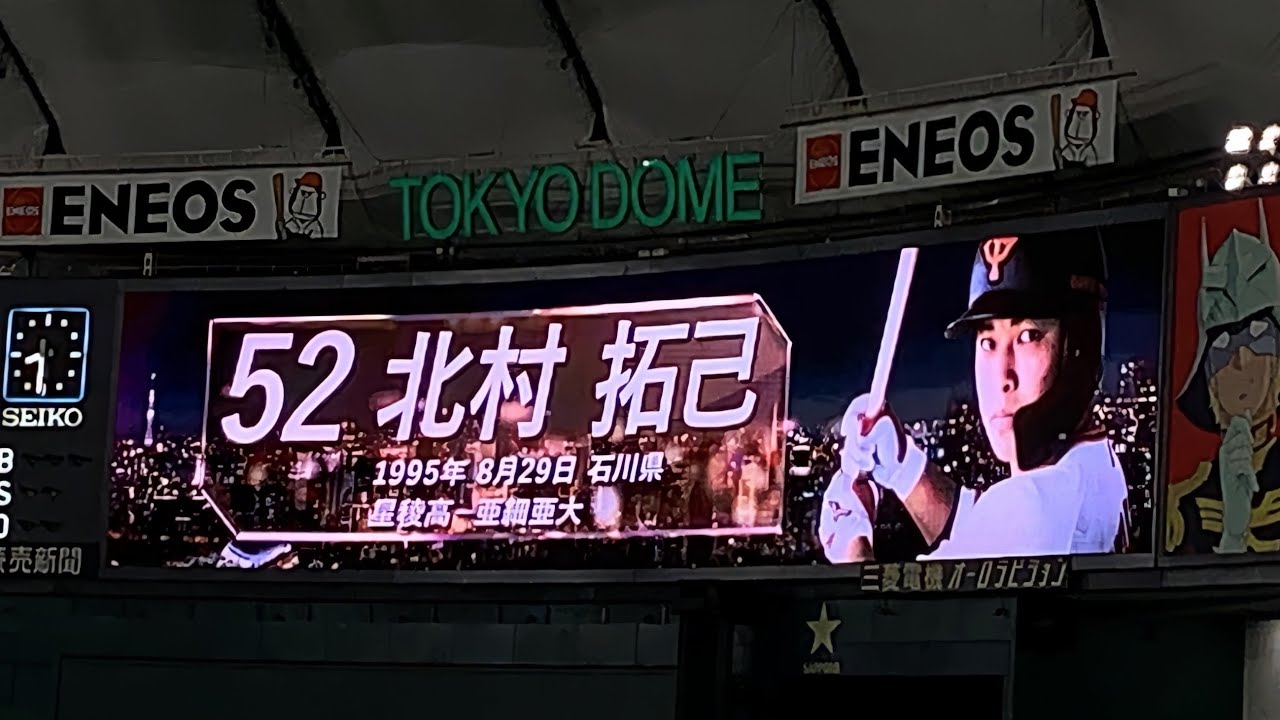 ENEOS
TOKYO DOME
ENEOS
52 北村 拓己
1995年 8月29日 石川県
星稜高-亜細亜大
SEIKO
B
S
O
読売新聞
三菱電機 オーロラビジョン
SAPPORO